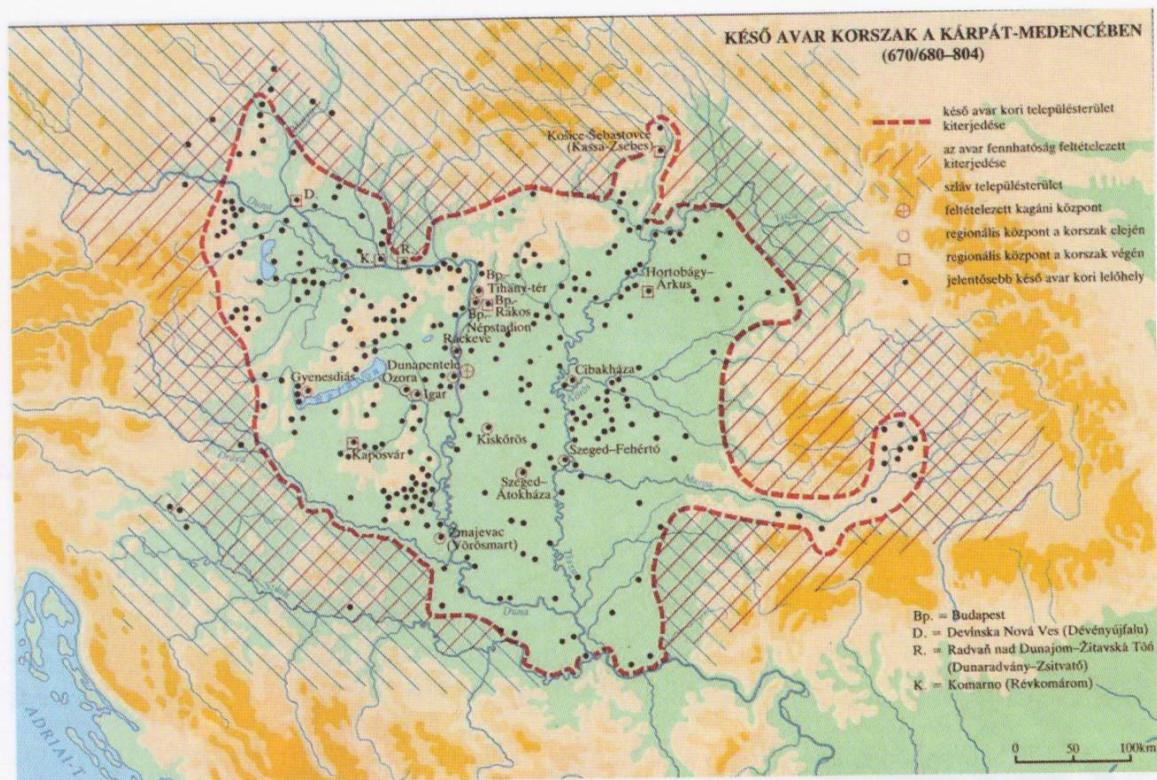 KÉSŐ AVAR KORSZAK A KÁRPÁT-MEDENCÉBEN
(670/680–804)
késő avar kori településterület
kiterjedése
az avar fennhatóság feltételezett
kiterjedése
szláv településterület
feltételezett kagáni központ
regionális központ a korszak elején
regionális központ a korszak végén
jelentősebb késő avar kori lelőhely
Košice-Šebastovce
(Kassa-Zsebes)
Duna
D.
Tisza
K.
R.
Bp.-
Tihany-tér
Bp.-
Rákos
Bp.-
Népstadion
Hortobágy–
Árkus
Ráckeve
Dunapentele
Ozora
Igar
Gyenesdiás
Cibakháza
Körös
Kiskőrös
Kaposvár
Szeged–Fehértó
Szeged–
Átokháza
Maros
Dráva
Zmajevac
(Vörösmart)
Tisza
Duna
Száva
ADRIAI-T
Bp. = Budapest
D. = Devínska Nová Ves (Dévényújfalu)
R. = Radvaň nad Dunajom–Žitavská Tôň
(Dunaradvány–Zsitvató)
K. = Komarno (Révkomárom)
0 50 100km